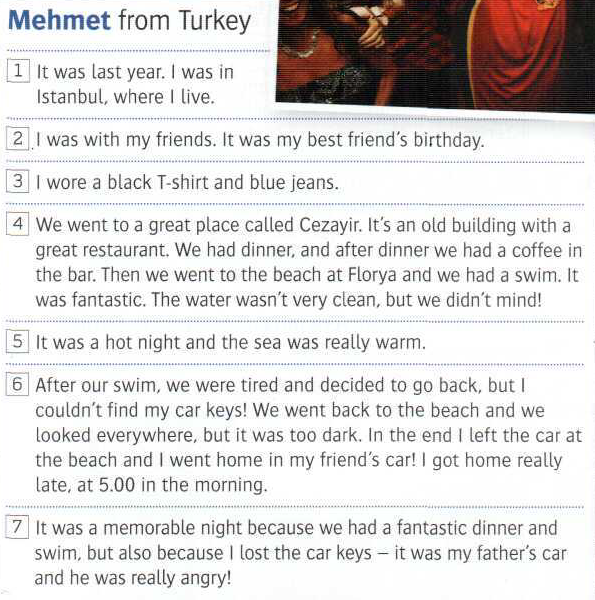 Mehmet from Turkey
1 It was last year. I was in
Istanbul, where I live.
2 I was with my friends. It was my best friend's birthday.
3 I wore a black T-shirt and blue jeans.
4 We went to a great place called Cezayir. It's an old building with a
great restaurant. We had dinner, and after dinner we had a coffee in
the bar. Then we went to the beach at Florya and we had a swim. It
was fantastic. The water wasn't very clean, but we didn't mind!
5 It was a hot night and the sea was really warm.
6 After our swim, we were tired and decided to go back, but I
couldn't find my car keys! We went back to the beach and we
looked everywhere, but it was too dark. In the end I left the car at
the beach and I went home in my friend's car! I got home really
late, at 5.00 in the morning.
7 It was a memorable night because we had a fantastic dinner and
swim, but also because I lost the car keys – it was my father's car
and he was really angry!